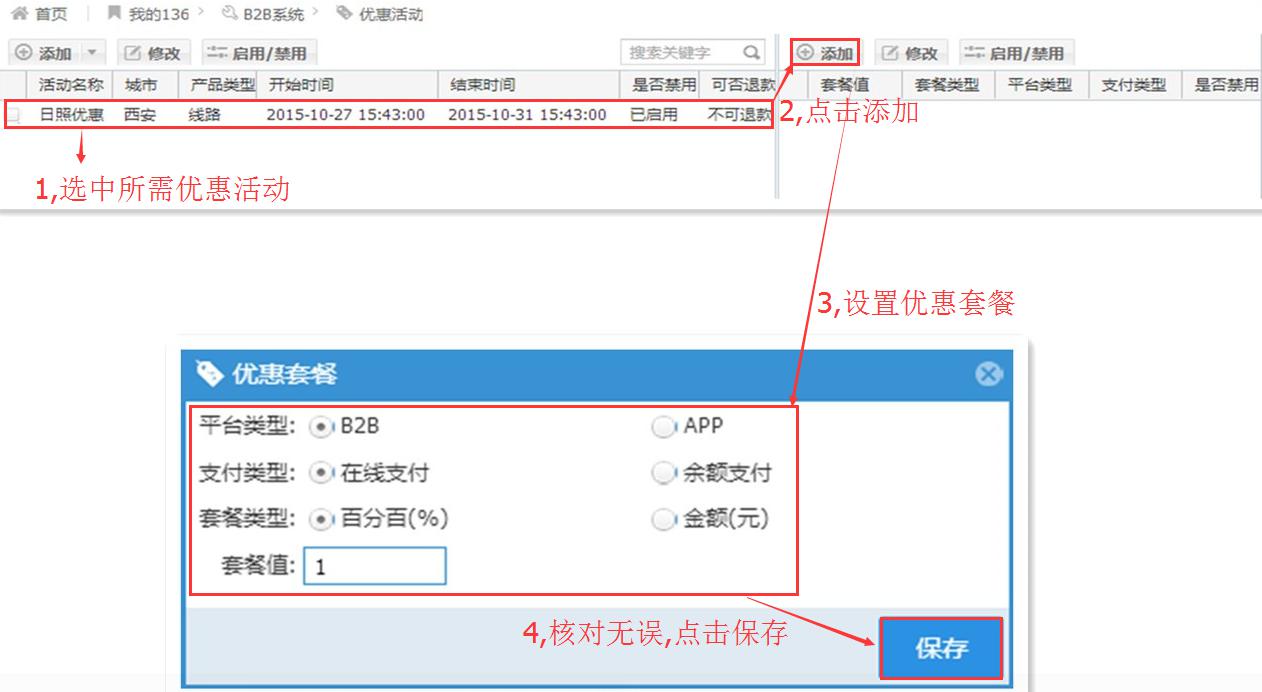 首页 我的136 B2B系统 优惠活动
添加 修改 启用/禁用 搜索关键字 添加 修改 启用/禁用
活动名称 城市 产品类型 开始时间 结束时间 是否禁用 可否退款 套餐值 套餐类型 平台类型 支付类型 是否禁用
日照优惠 西安 线路 2015-10-27 15:43:00 2015-10-31 15:43:00 已启用 不可退款
2,点击添加
1,选中所需优惠活动
3,设置优惠套餐
优惠套餐
平台类型: B2B APP
支付类型: 在线支付 余额支付
套餐类型: 百分百(%) 金额(元)
套餐值: 1
4,核对无误,点击保存
保存